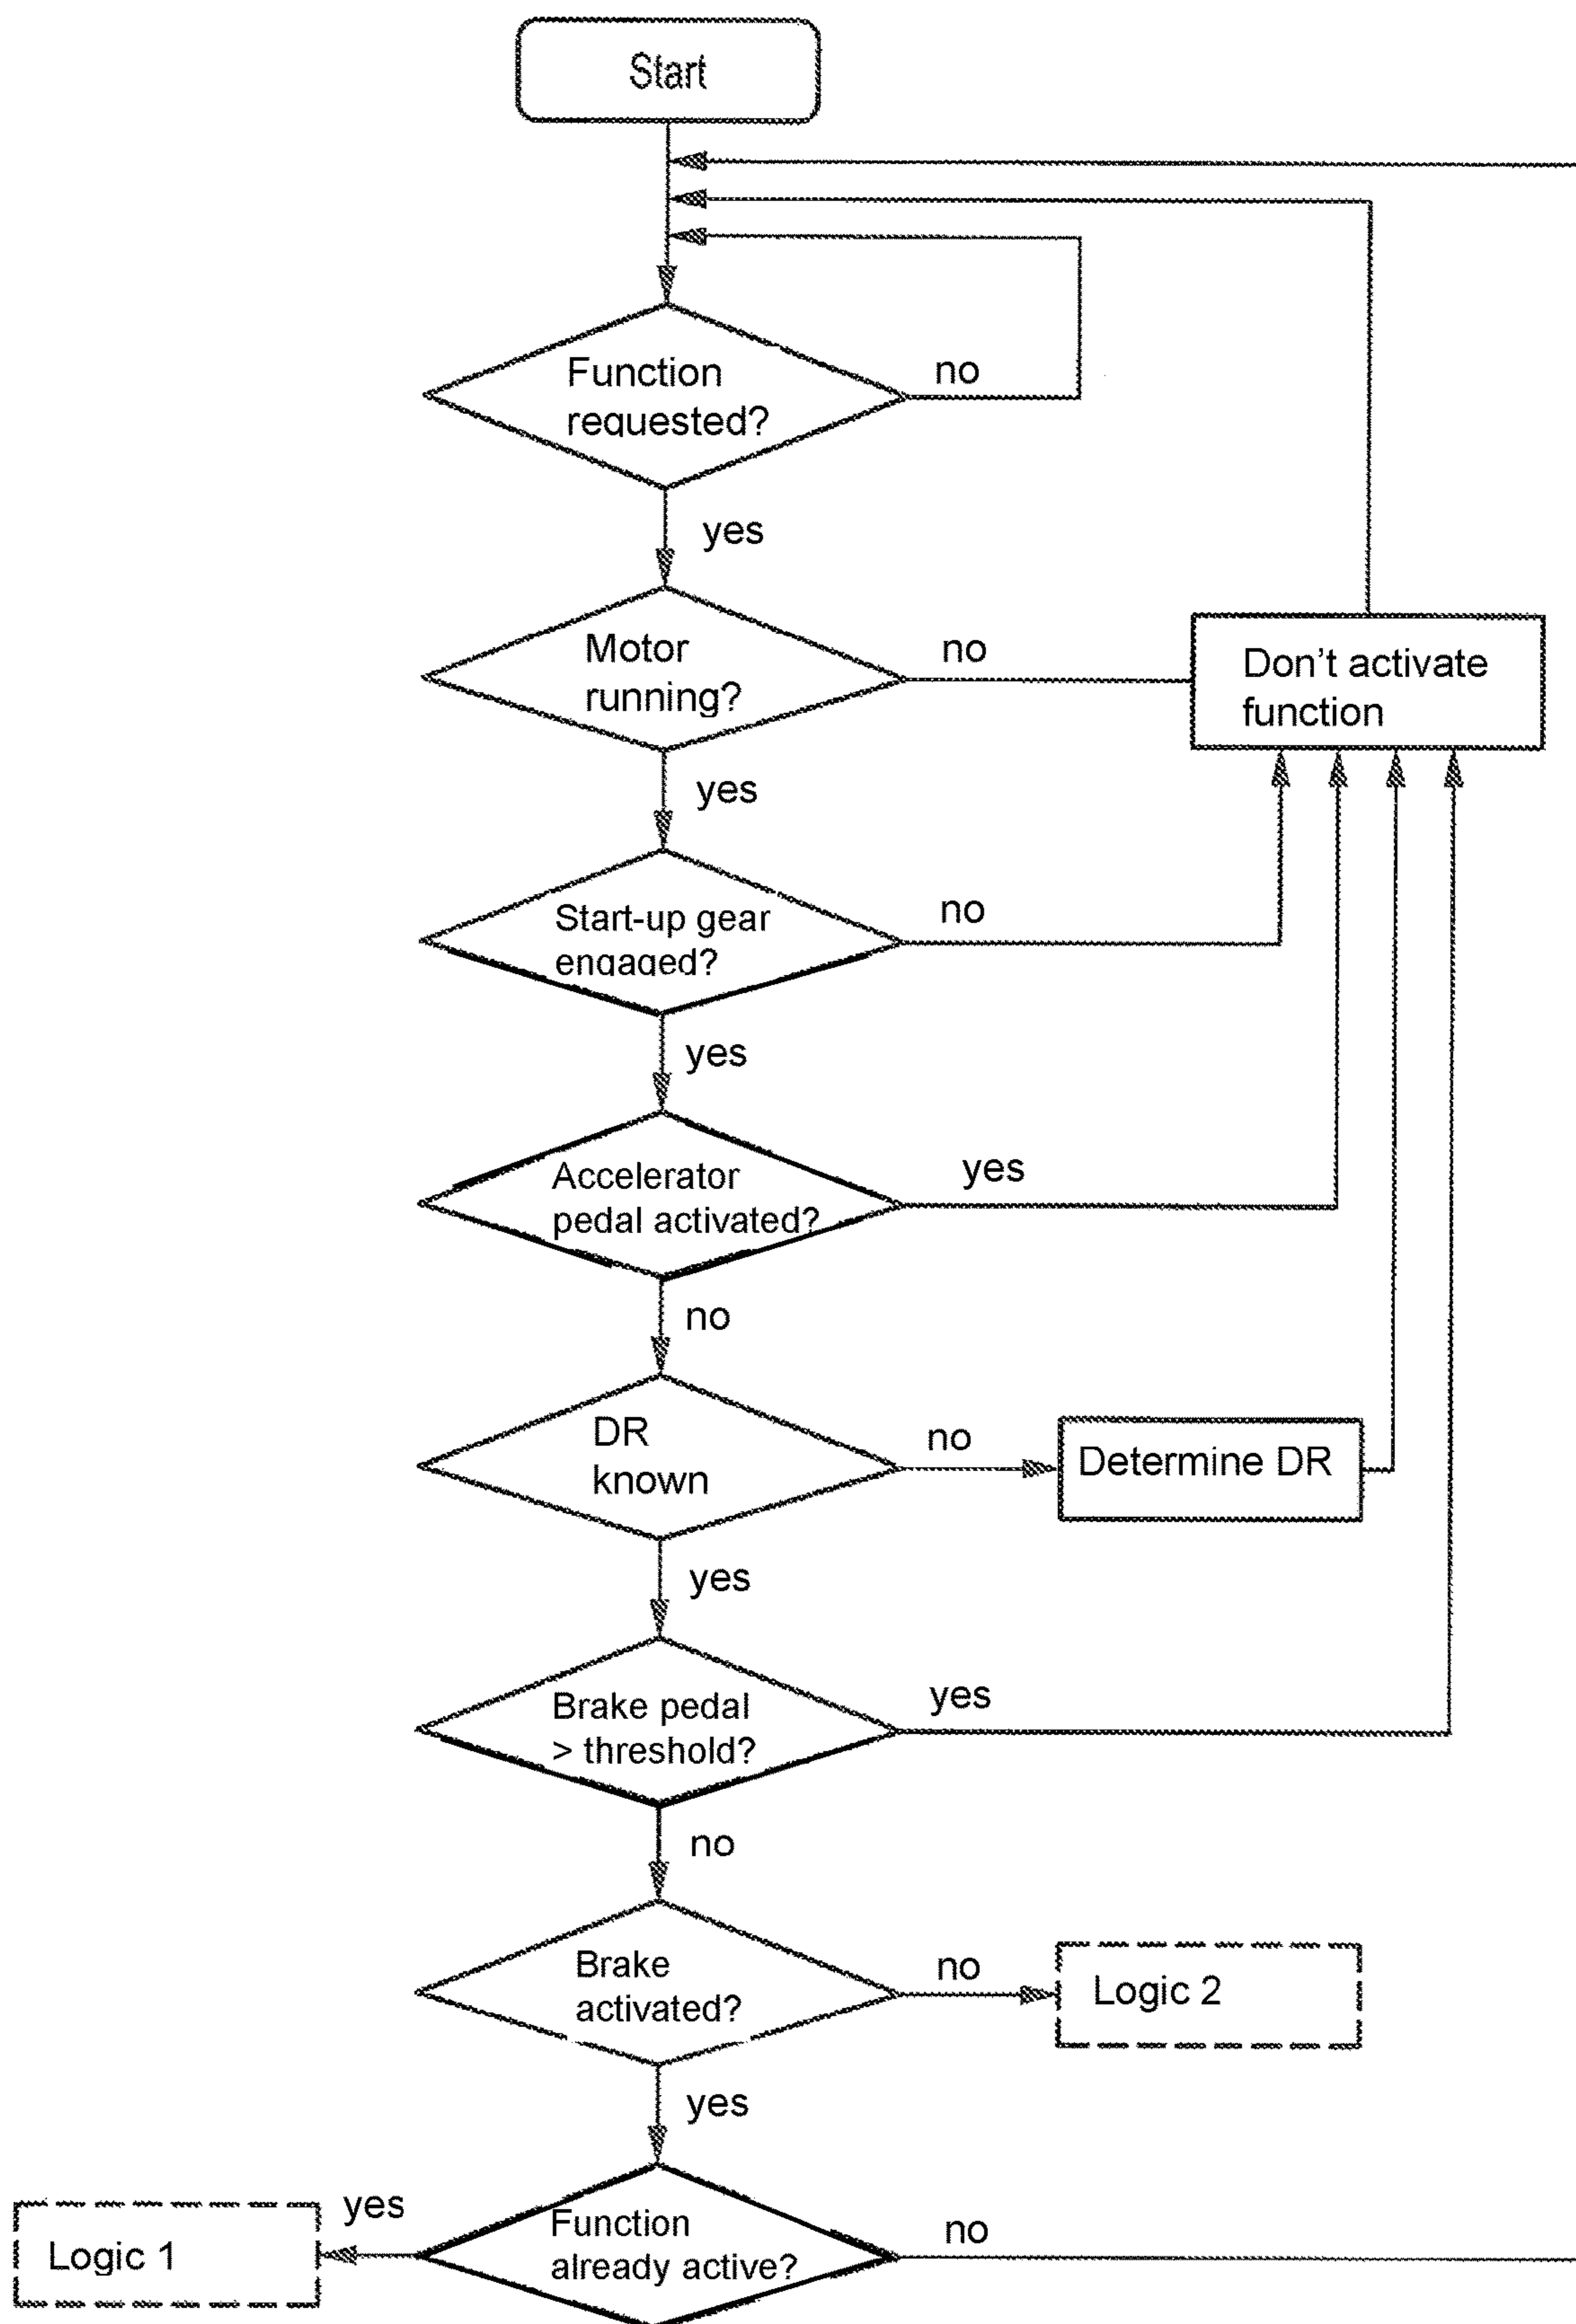 Start
Function
requested?
no
yes
Motor
running?
no
Don't activate
function
yes
Start-up gear
engaged?
no
yes
Accelerator
pedal activated?
yes
no
DR
known
no
Determine DR
yes
Brake pedal
> threshold?
yes
no
Brake
activated?
no
Logic 2
yes
Function
already active?
yes
Logic 1
no